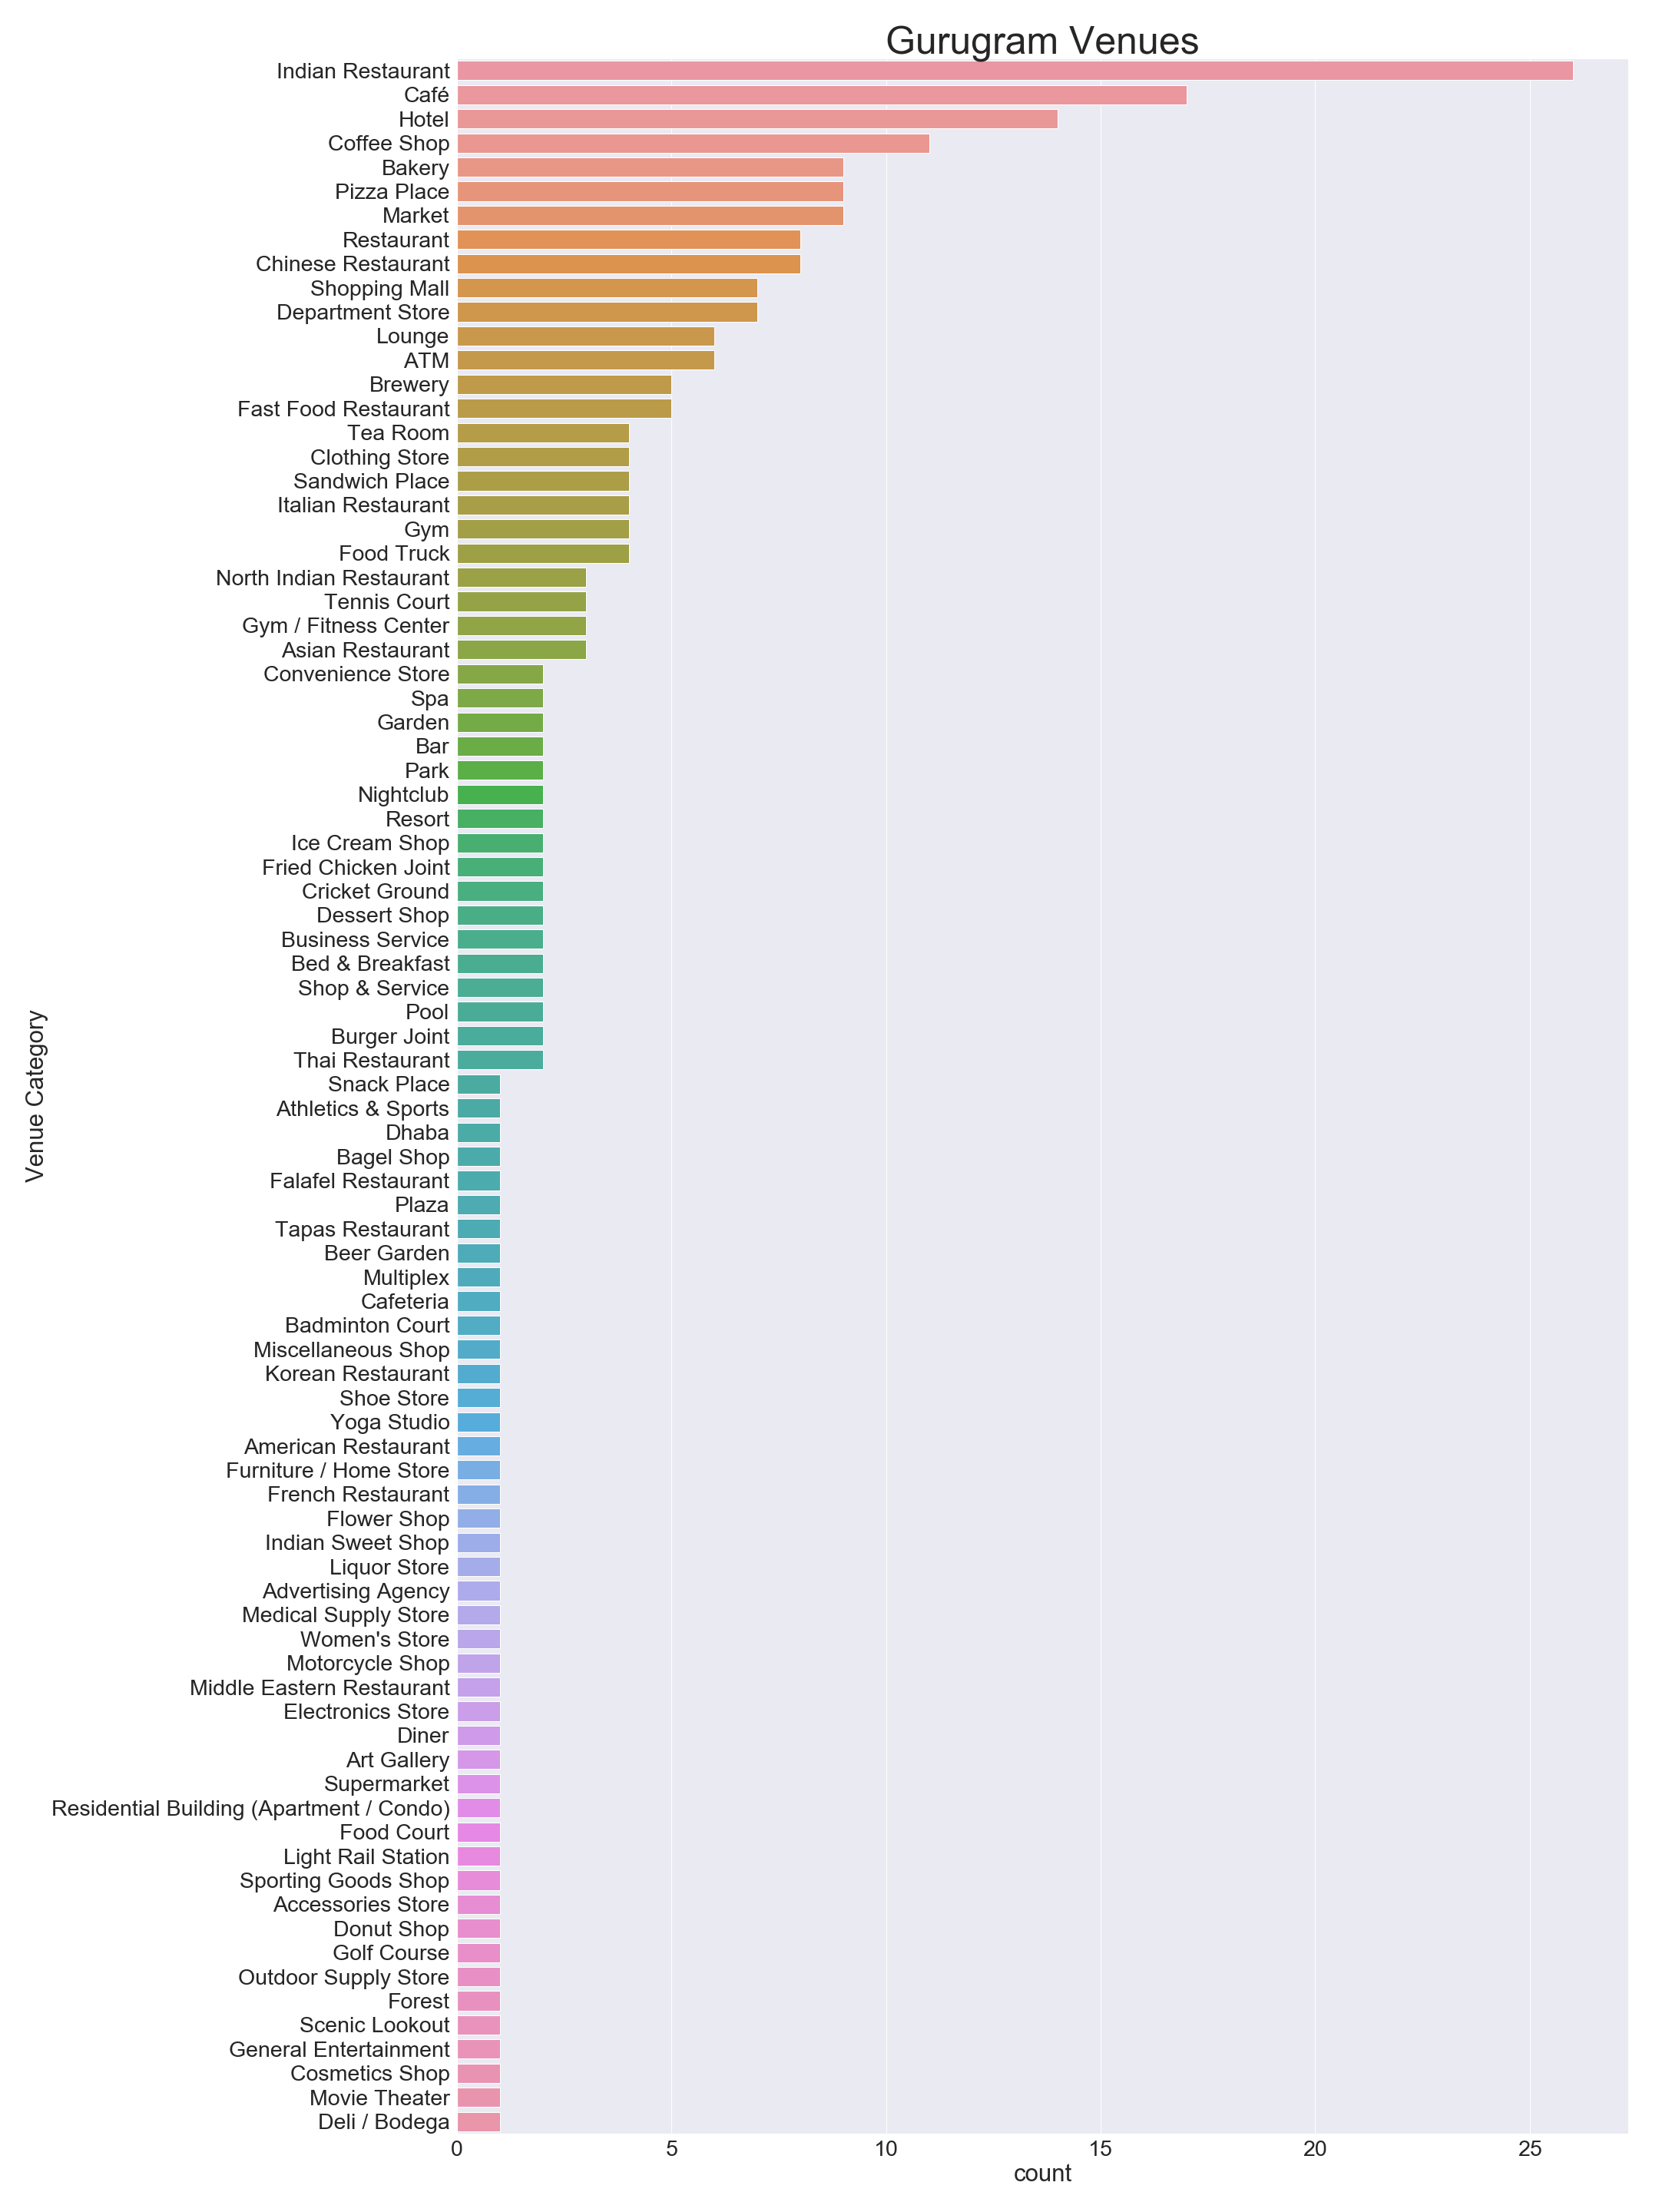 Gurugram Venues
Indian Restaurant
Café
Hotel
Coffee Shop
Bakery
Pizza Place
Market
Restaurant
Chinese Restaurant
Shopping Mall
Department Store
Lounge
ATM
Brewery
Fast Food Restaurant
Tea Room
Clothing Store
Sandwich Place
Italian Restaurant
Gym
Food Truck
North Indian Restaurant
Tennis Court
Gym / Fitness Center
Asian Restaurant
Convenience Store
Spa
Garden
Bar
Park
Nightclub
Resort
Ice Cream Shop
Fried Chicken Joint
Cricket Ground
Dessert Shop
Business Service
Bed & Breakfast
Shop & Service
Pool
Burger Joint
Thai Restaurant
Snack Place
Athletics & Sports
Dhaba
Bagel Shop
Falafel Restaurant
Plaza
Tapas Restaurant
Beer Garden
Multiplex
Cafeteria
Badminton Court
Miscellaneous Shop
Korean Restaurant
Shoe Store
Yoga Studio
American Restaurant
Furniture / Home Store
French Restaurant
Flower Shop
Indian Sweet Shop
Liquor Store
Advertising Agency
Medical Supply Store
Women's Store
Motorcycle Shop
Middle Eastern Restaurant
Electronics Store
Diner
Art Gallery
Supermarket
Residential Building (Apartment / Condo)
Food Court
Light Rail Station
Sporting Goods Shop
Accessories Store
Donut Shop
Golf Course
Outdoor Supply Store
Forest
Scenic Lookout
General Entertainment
Cosmetics Shop
Movie Theater
Deli / Bodega
Venue Category
0 5 10 15 20 25
count